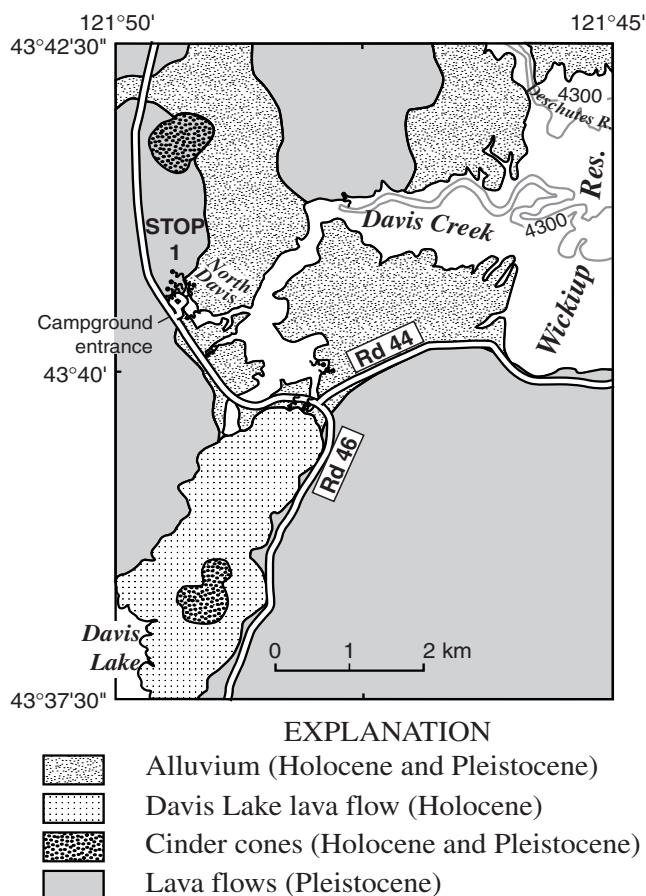 121°50'
121°45'
43°42'30"
4300
Deschutes R.
Res.
Davis Creek
4300
STOP
1
North
Davis
Wickiup
Campground
entrance
Rd 44
43°40'
Rd 46
Davis
Lake
0 1 2 km
43°37'30"
EXPLANATION
Alluvium (Holocene and Pleistocene)
Davis Lake lava flow (Holocene)
Cinder cones (Holocene and Pleistocene)
Lava flows (Pleistocene)